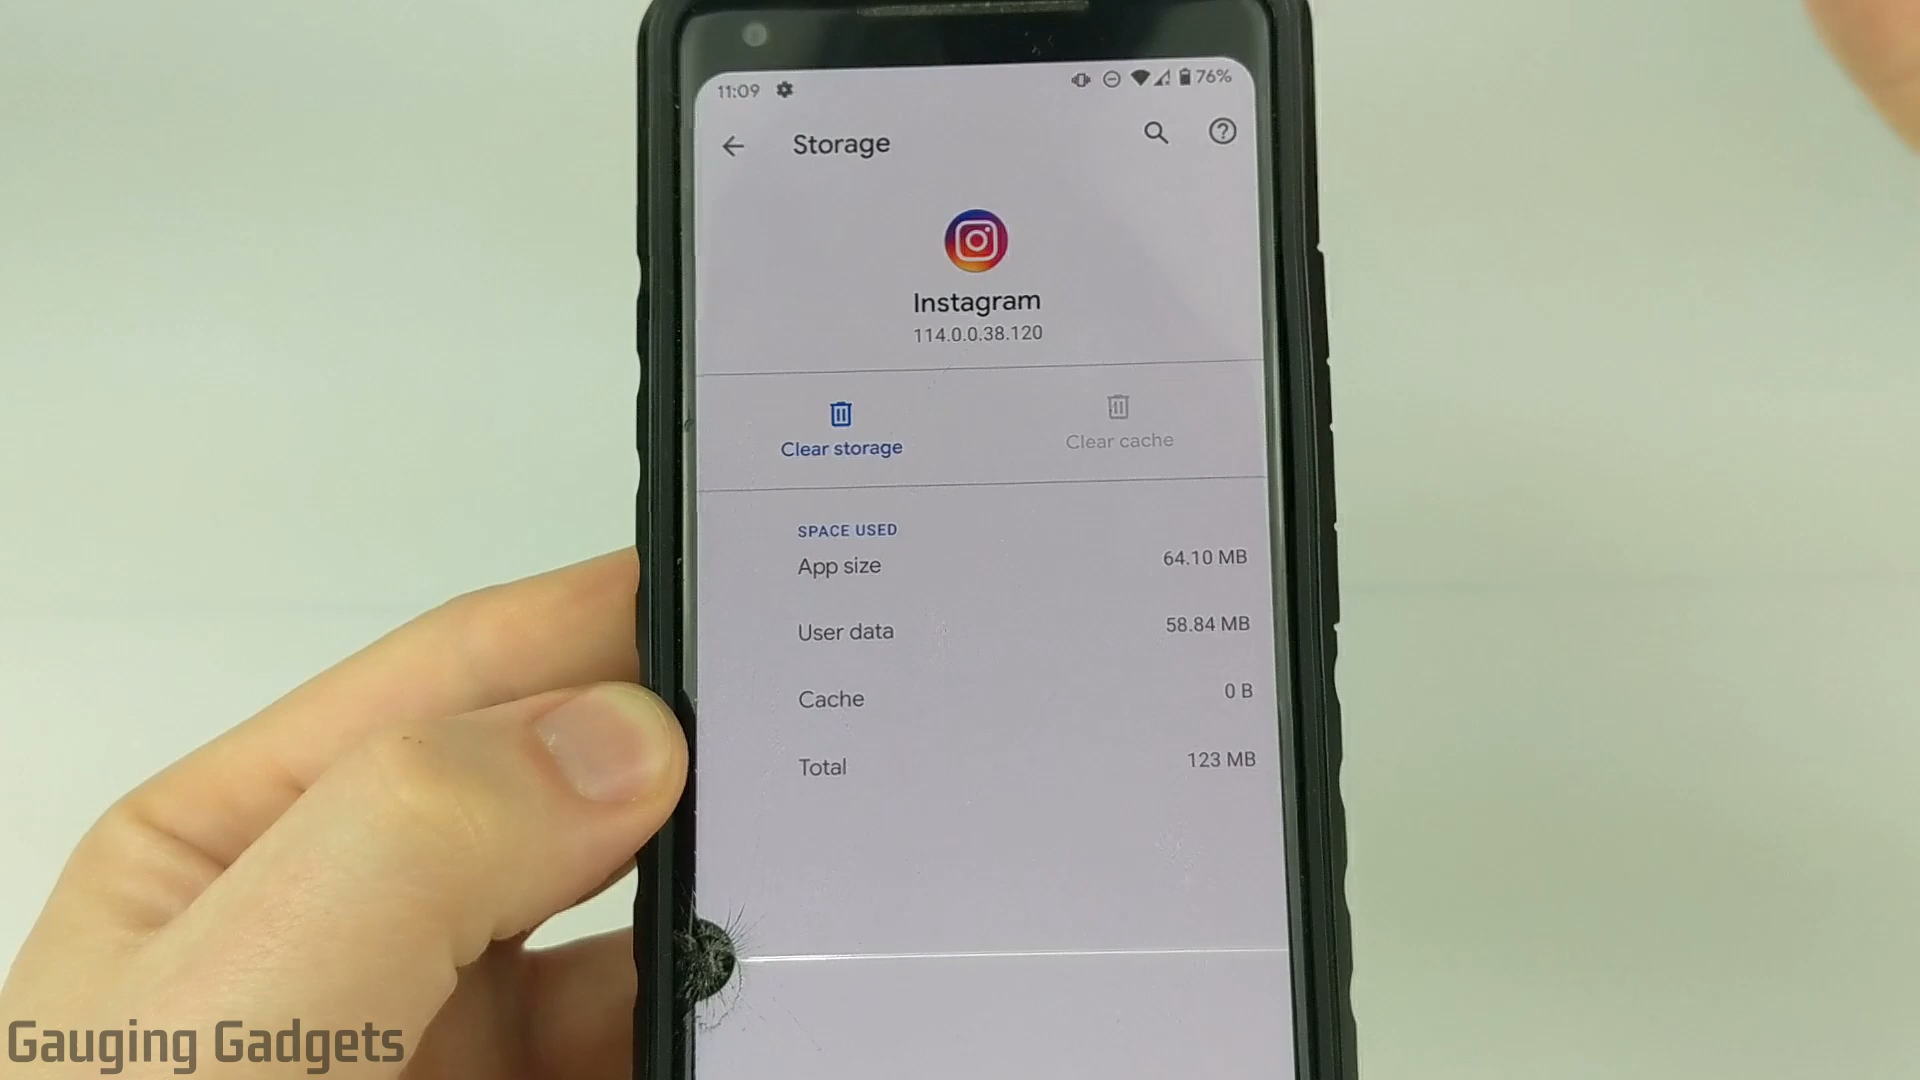 11:09 76%
Storage
Instagram
114.0.0.38.120
Clear storage Clear cache
SPACE USED
App size 64.10 MB
User data 58.84 MB
Cache 0 B
Total 123 MB
Gauging Gadgets